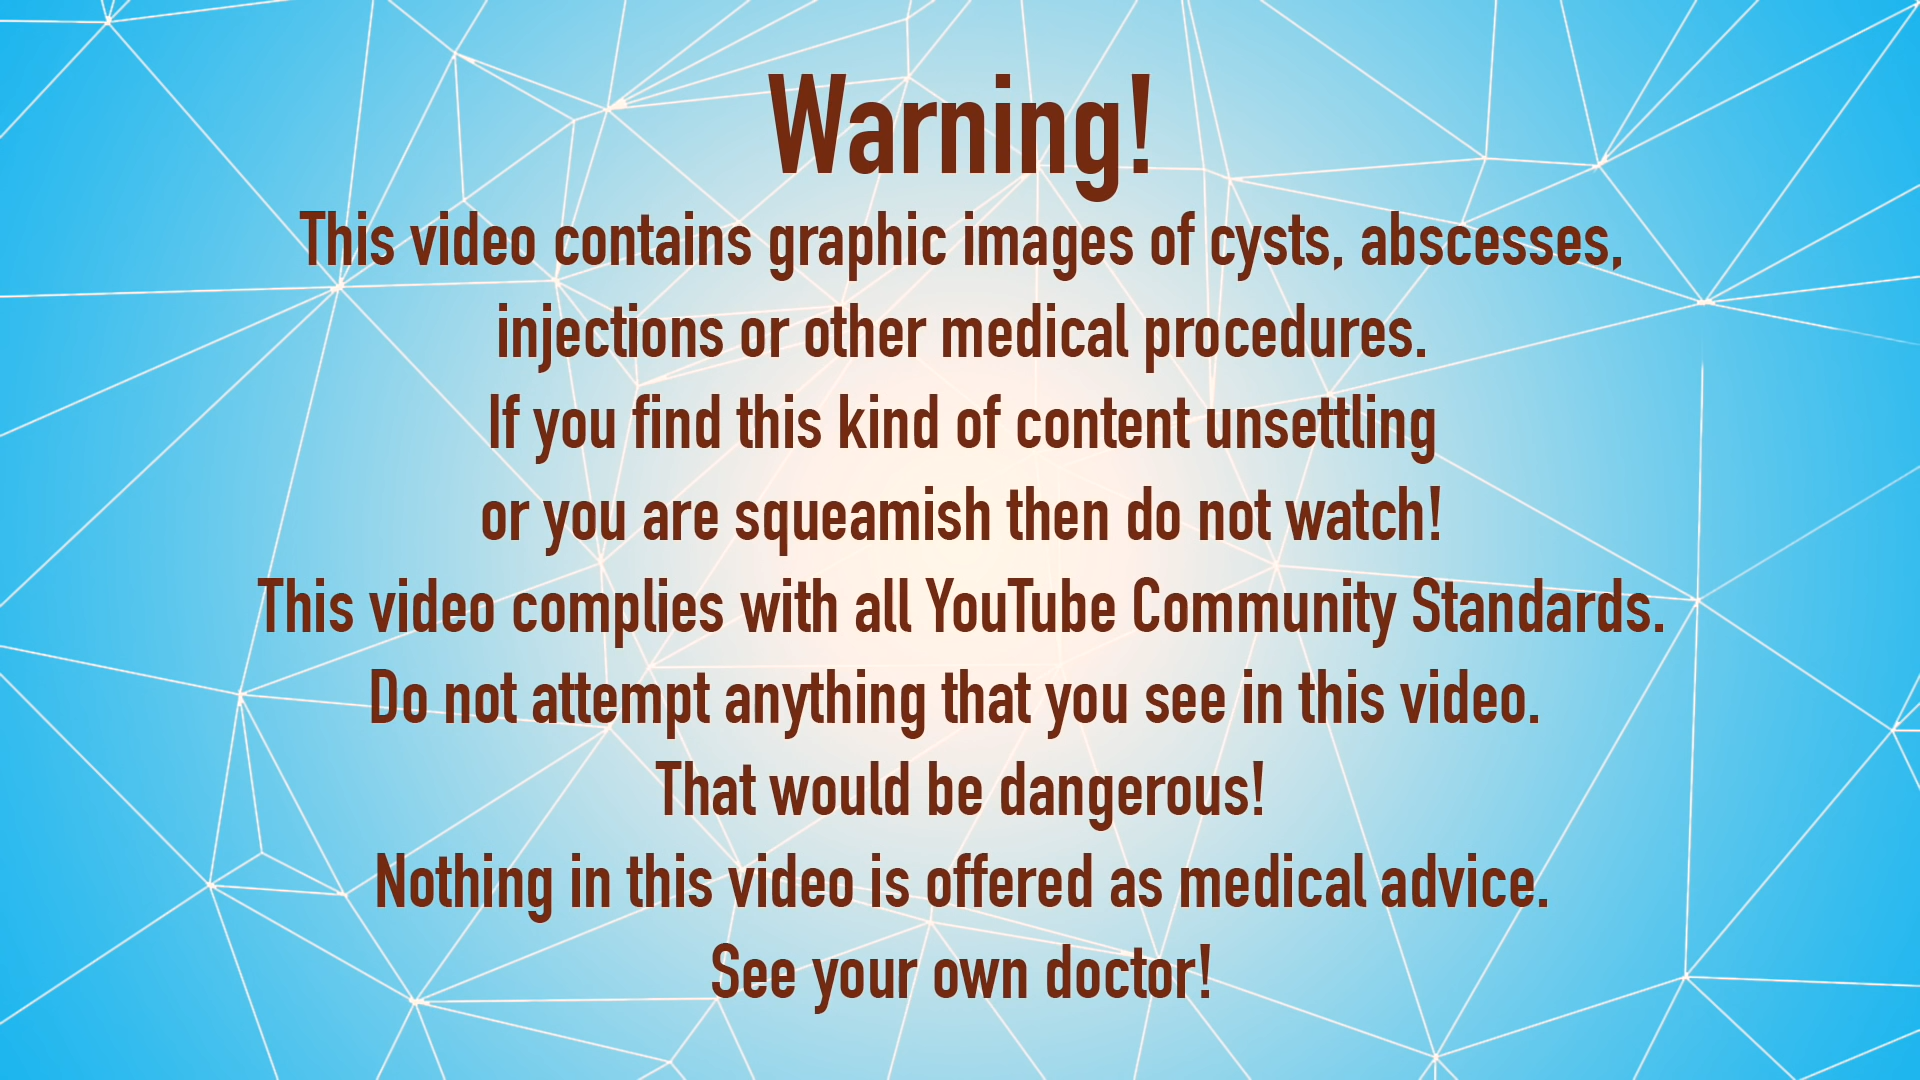 Warning!
This video contains graphic images of cysts, abscesses,
injections or other medical procedures.
If you find this kind of content unsettling
or you are squeamish then do not watch!
This video complies with all YouTube Community Standards.
Do not attempt anything that you see in this video.
That would be dangerous!
Nothing in this video is offered as medical advice.
See your own doctor!